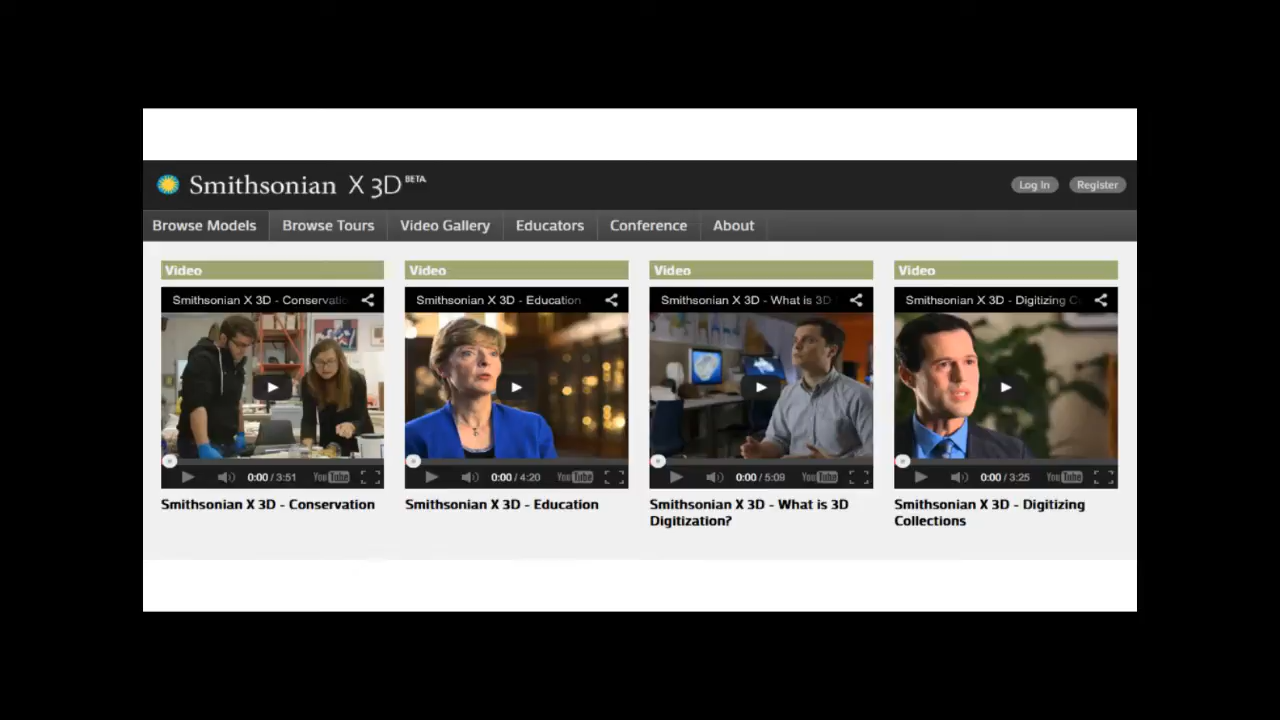 Smithsonian X 3D BETA
Log In
Register
Browse Models
Browse Tours
Video Gallery
Educators
Conference
About
Video
Video
Video
Video
Smithsonian X 3D - Conservatio
Smithsonian X 3D - Education
Smithsonian X 3D - What is 3D
Smithsonian X 3D - Digitizing C
0:00 / 3:51
YouTube
0:00 / 4:20
YouTube
0:00 / 5:09
YouTube
0:00 / 3:25
YouTube
Smithsonian X 3D - Conservation
Smithsonian X 3D - Education
Smithsonian X 3D - What is 3D
Digitization?
Smithsonian X 3D - Digitizing
Collections